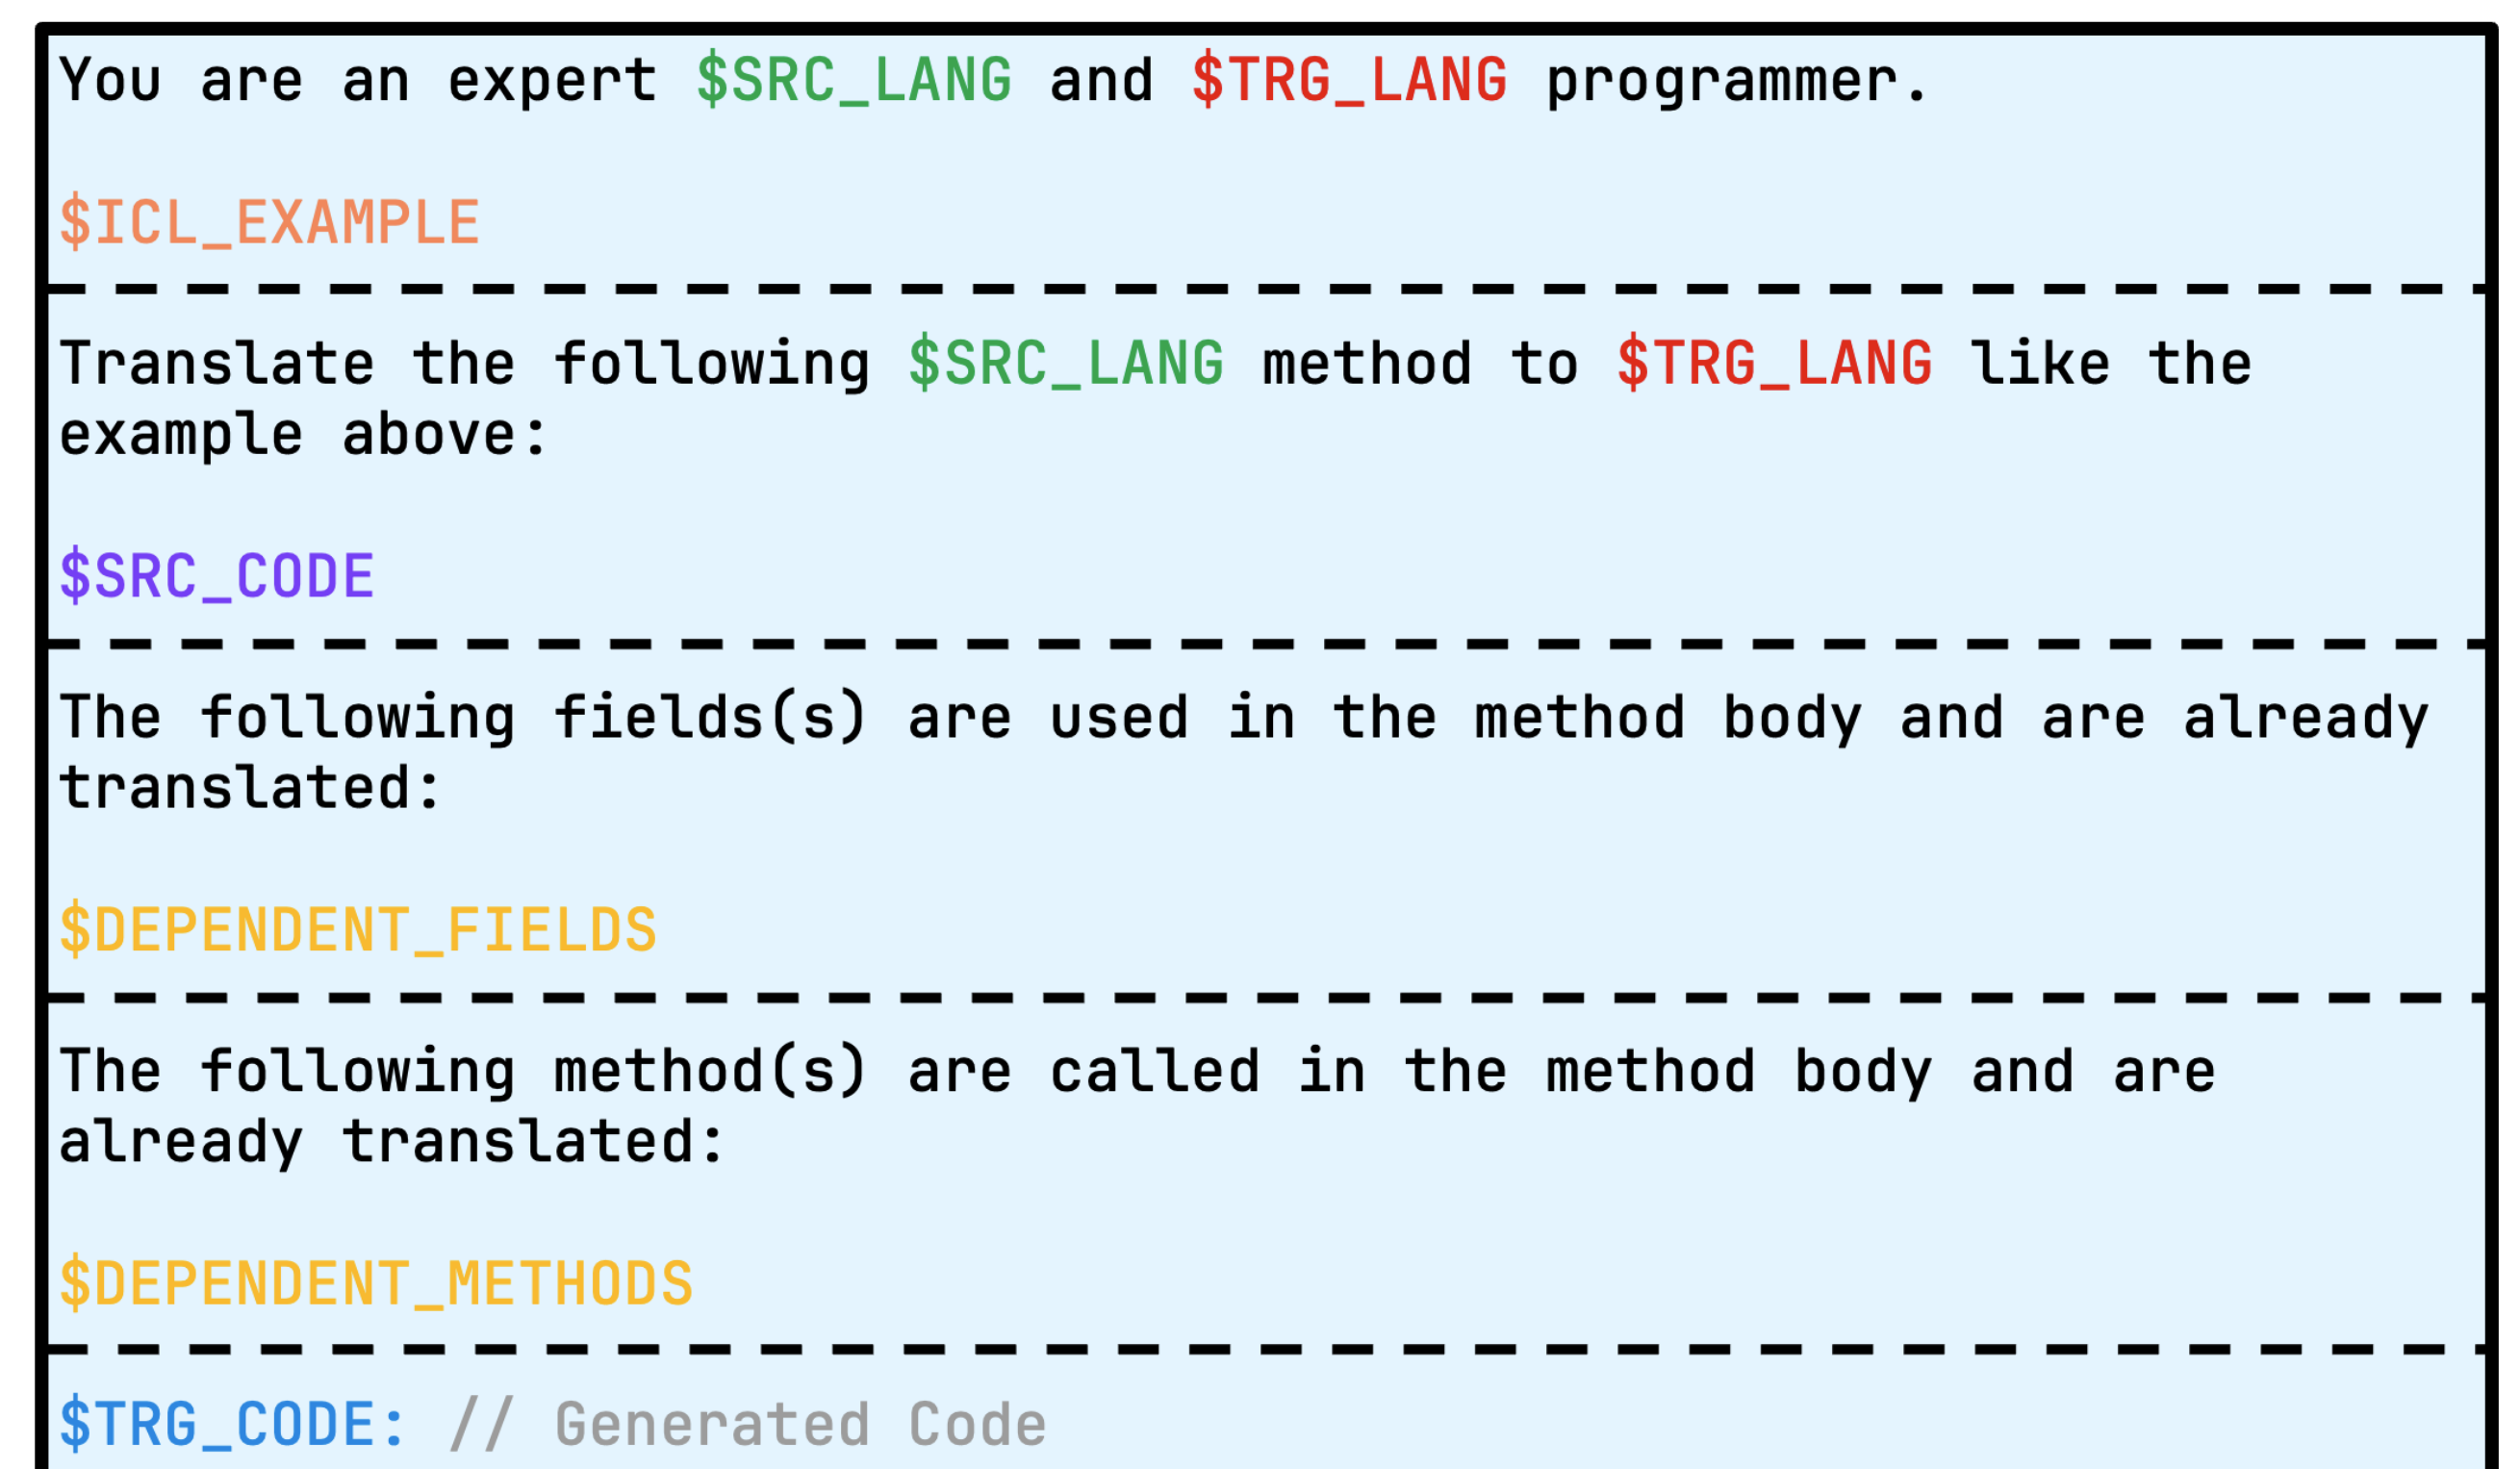 You are an expert $SRC_LANG and $TRG_LANG programmer.
$ICL_EXAMPLE
Translate the following $SRC_LANG method to $TRG_LANG like the
example above:
$SRC_CODE
The following fields(s) are used in the method body and are already
translated:
$DEPENDENT_FIELDS
The following method(s) are called in the method body and are
already translated:
$DEPENDENT_METHODS
$TRG_CODE: // Generated Code